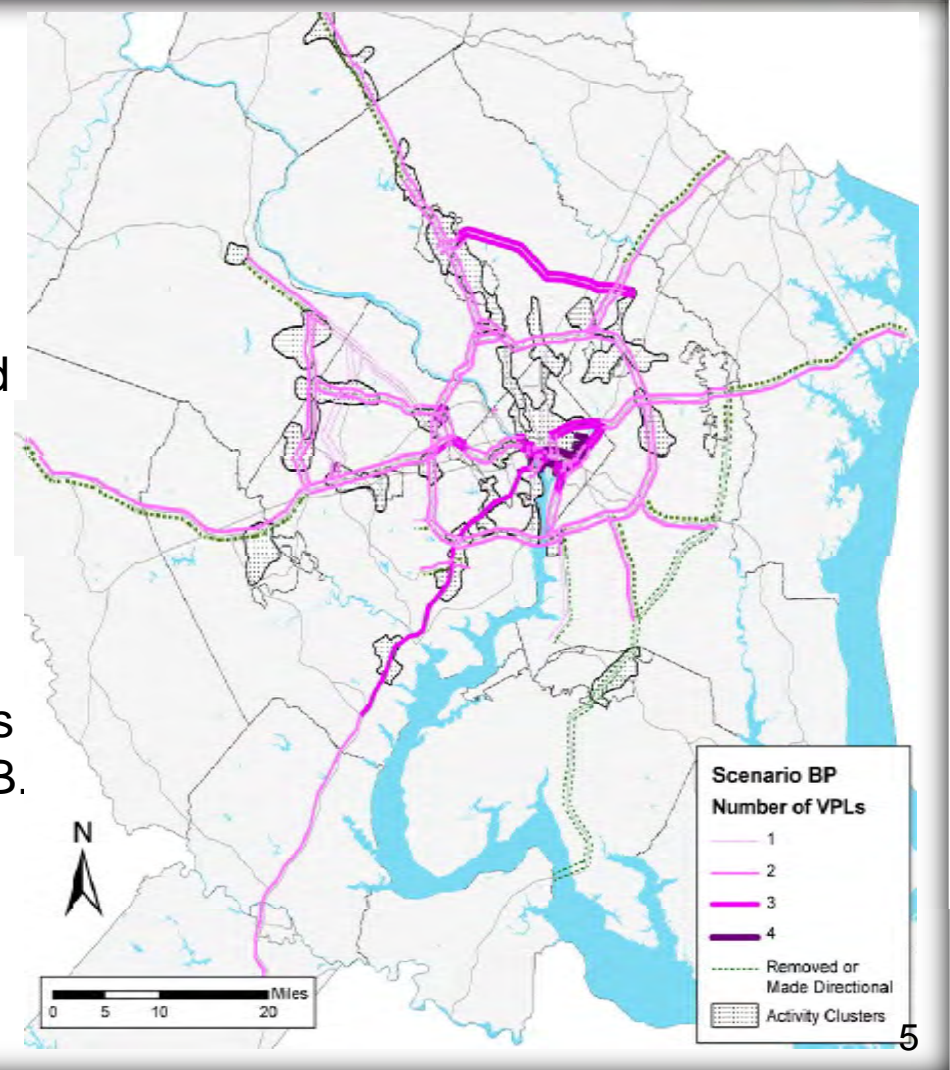 d
s
B.
N
Miles
0 5 10 20
Scenario BP
Number of VPLs
1
2
3
4
Removed or
Made Directional
Activity Clusters
5